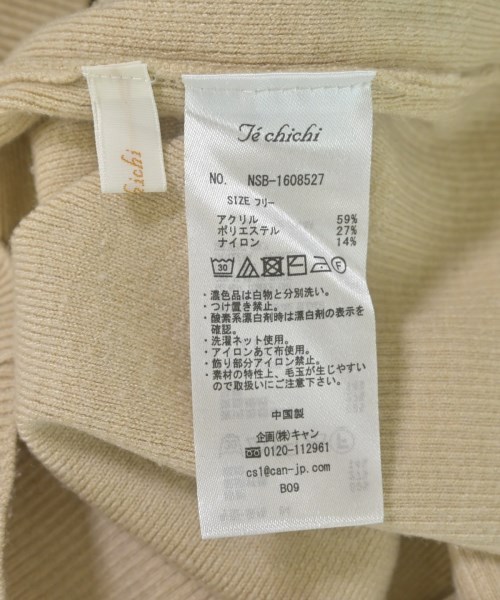 Té chichi
chichi
NO. NSB-1608527
SIZE フリー
アクリル 59%
ポリエステル 27%
ナイロン 14%
30
F
・濃色品は白物と分別洗い。
・つけ置き禁止。
・酸素系漂白剤時は漂白剤の表示を
確認。
・洗濯ネット使用。
・アイロンあて布使用。
・飾り部分アイロン禁止。
・素材の特性上、毛玉が生じやすい
ので取扱いにご注意下さい。
中国製
企画(株)キャン
0120-112961
cs1@can-jp.com
B09